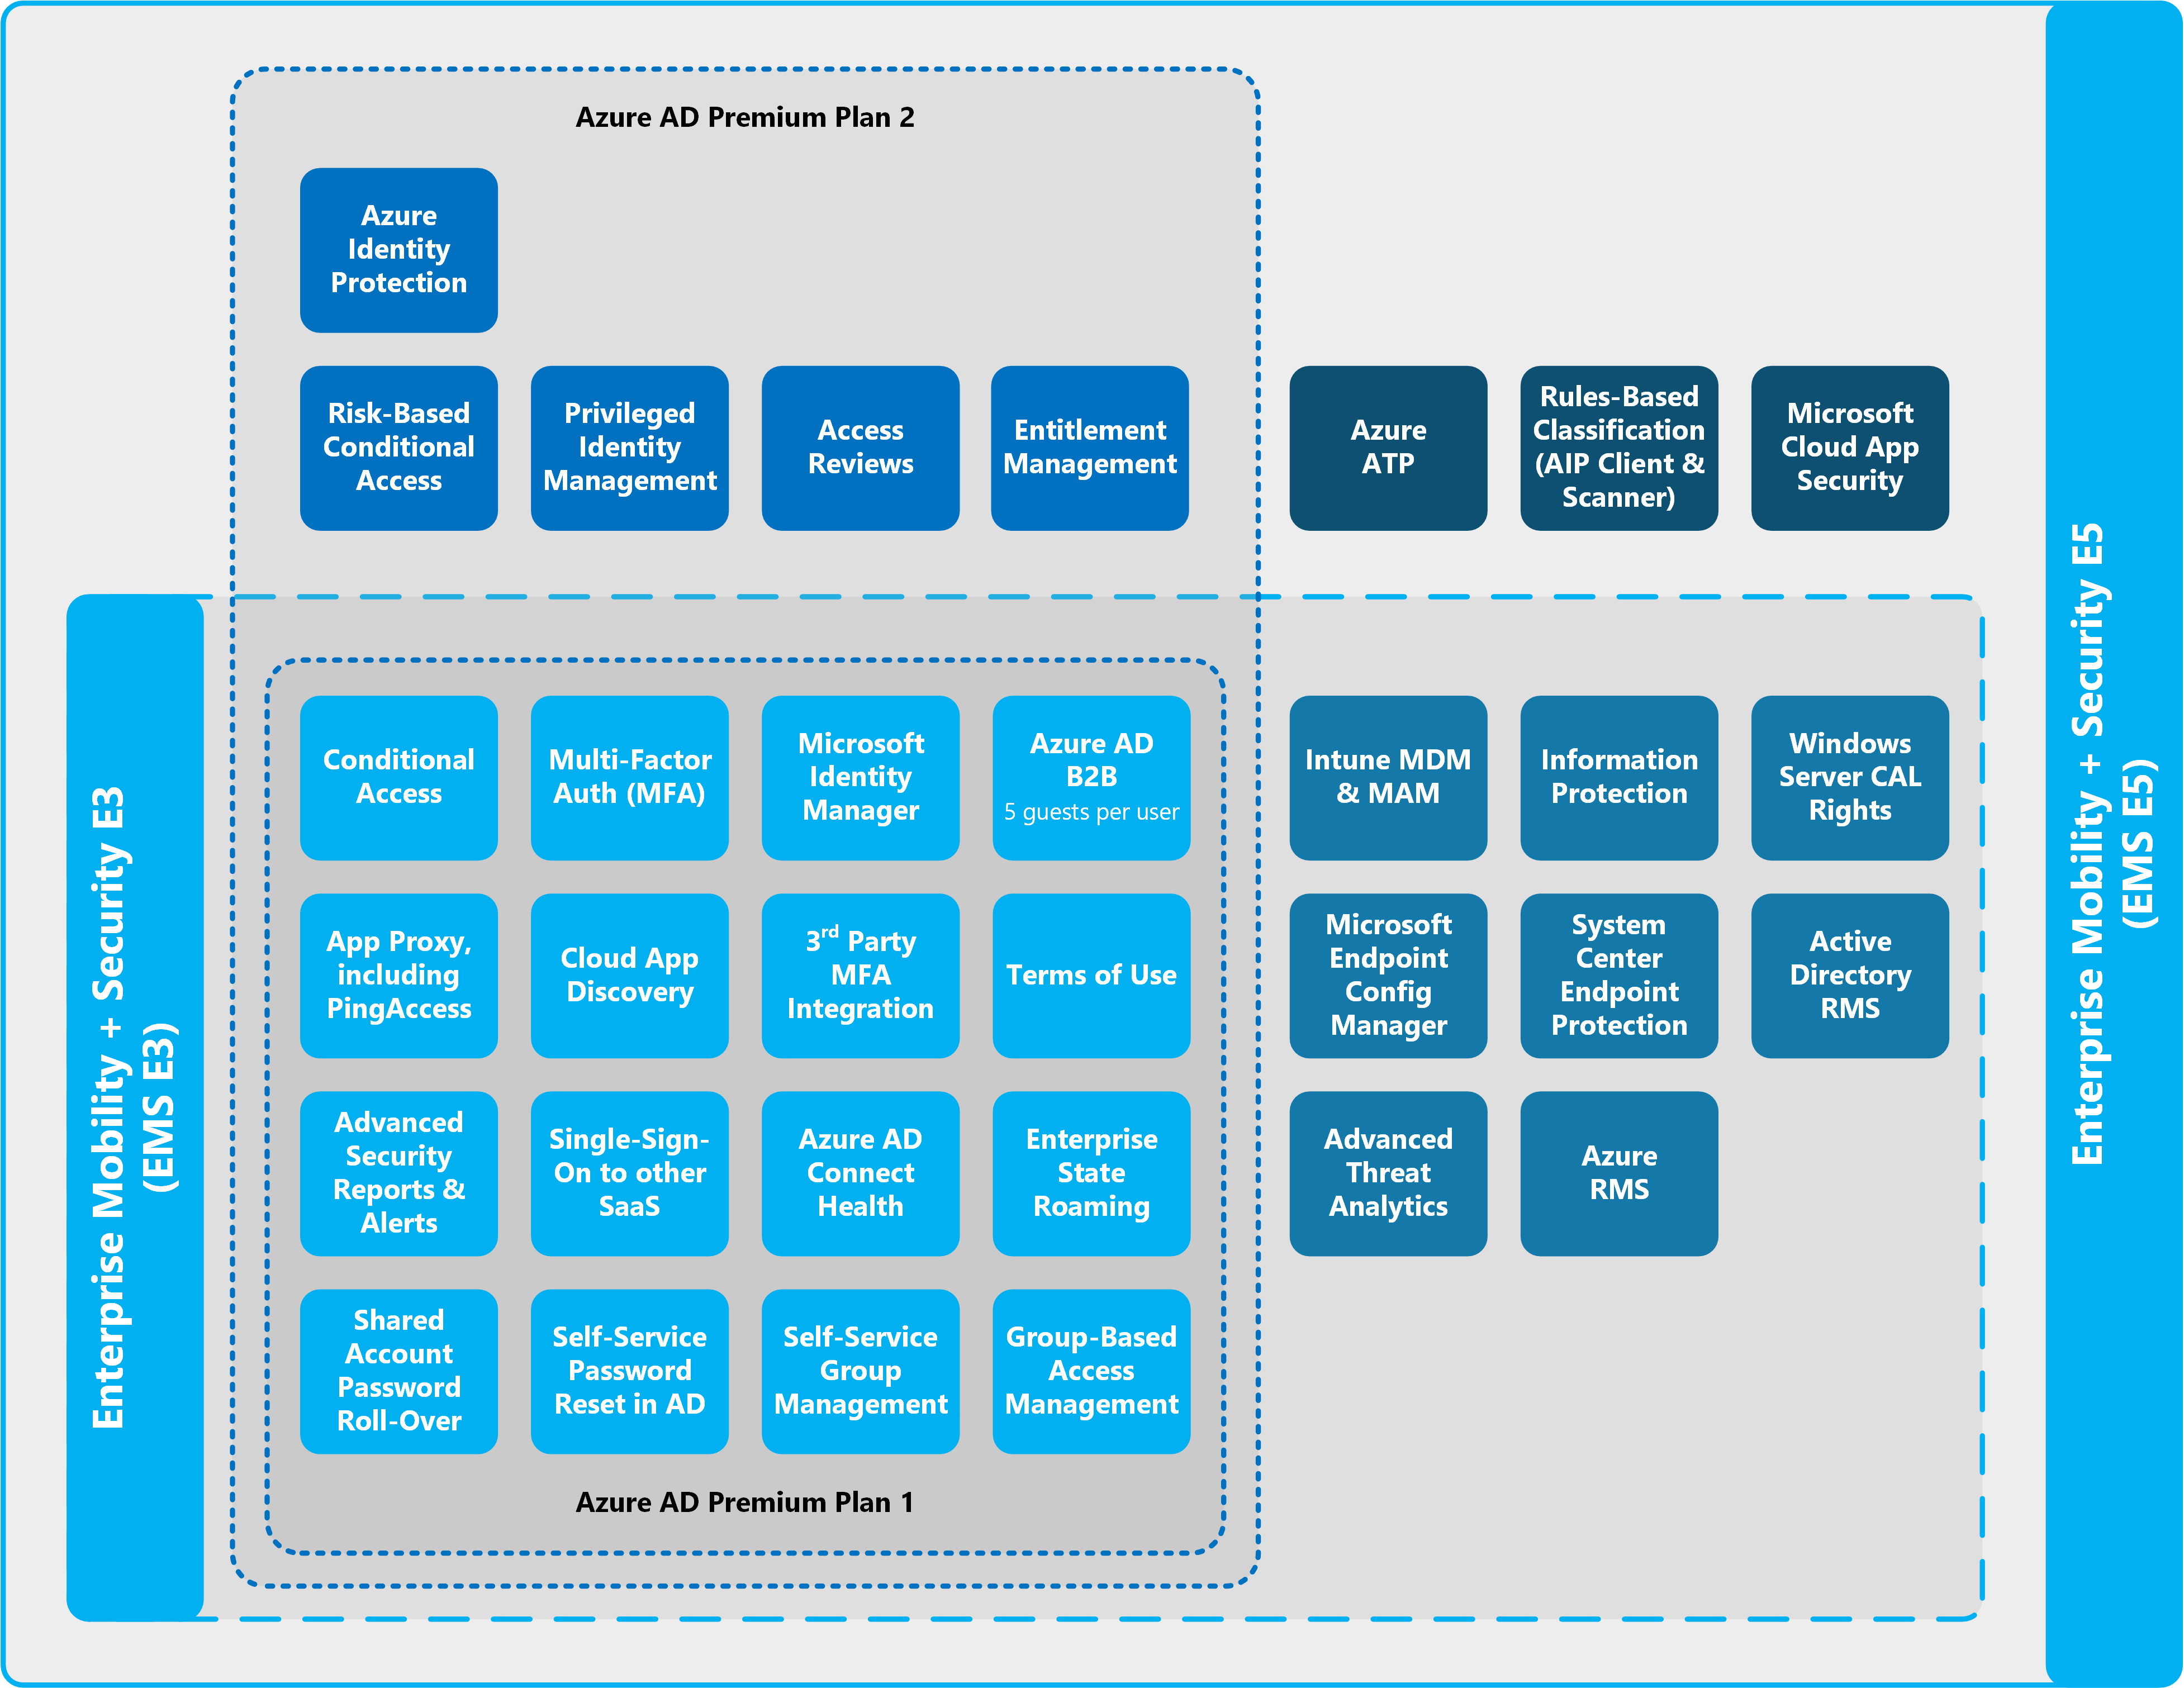 Azure AD Premium Plan 2
Azure
Identity
Protection
Risk-Based
Conditional
Access
Privileged
Identity
Management
Access
Reviews
Entitlement
Management
Azure
ATP
Rules-Based
Classification
(AIP Client &
Scanner)
Microsoft
Cloud App
Security
Enterprise Mobility + Security E3
(EMS E3)
Conditional
Access
Multi-Factor
Auth (MFA)
Microsoft
Identity
Manager
Azure AD
B2B
5 guests per user
Intune MDM
& MAM
Information
Protection
Windows
Server CAL
Rights
App Proxy,
including
PingAccess
Cloud App
Discovery
3rd Party
MFA
Integration
Terms of Use
Microsoft
Endpoint
Config
Manager
System
Center
Endpoint
Protection
Active
Directory
RMS
Advanced
Security
Reports &
Alerts
Single-Sign-
On to other
SaaS
Azure AD
Connect
Health
Enterprise
State
Roaming
Advanced
Threat
Analytics
Azure
RMS
Shared
Account
Password
Roll-Over
Self-Service
Password
Reset in AD
Self-Service
Group
Management
Group-Based
Access
Management
Azure AD Premium Plan 1
Enterprise Mobility + Security E5
(EMS E5)